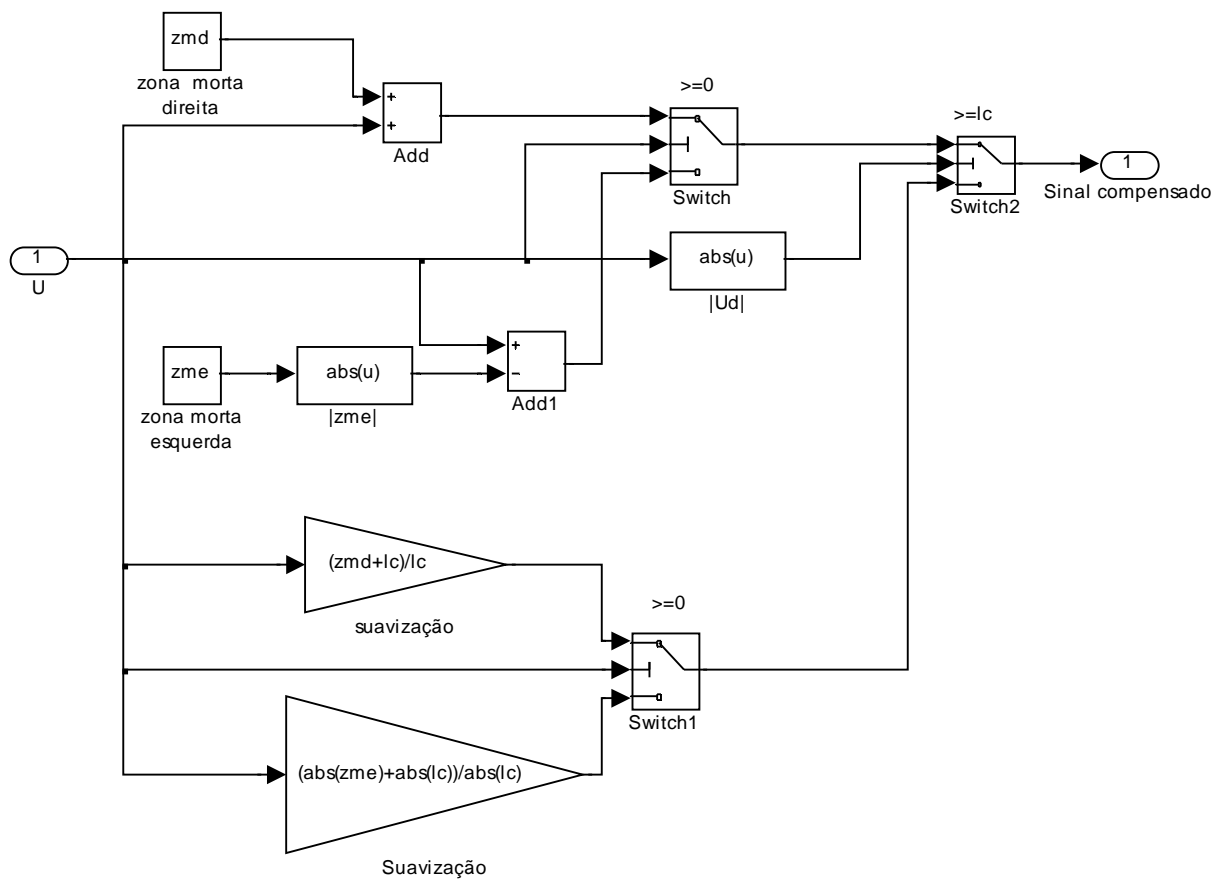 zmd
zona morta
direita
+
+
Add
>=0
Switch
>=lc
Switch2
1
Sinal compensado
1
U
abs(u)
|Ud|
zme
zona morta
esquerda
abs(u)
|zme|
+
−
Add1
(zmd+lc)/lc
suavização
>=0
Switch1
(abs(zme)+abs(lc))/abs(lc)
Suavização